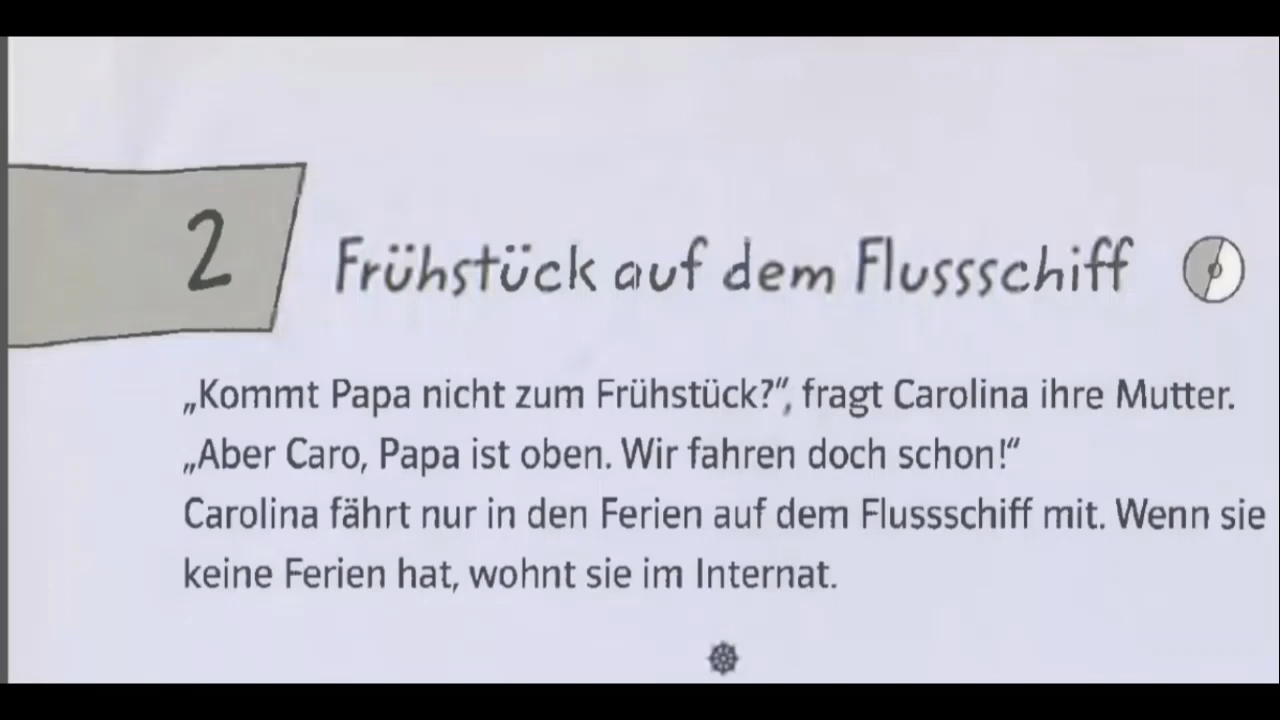 2
Frühstück auf dem Flussschiff
„Kommt Papa nicht zum Frühstück?“, fragt Carolina ihre Mutter.
„Aber Caro, Papa ist oben. Wir fahren doch schon!“
Carolina fährt nur in den Ferien auf dem Flussschiff mit. Wenn sie
keine Ferien hat, wohnt sie im Internat.